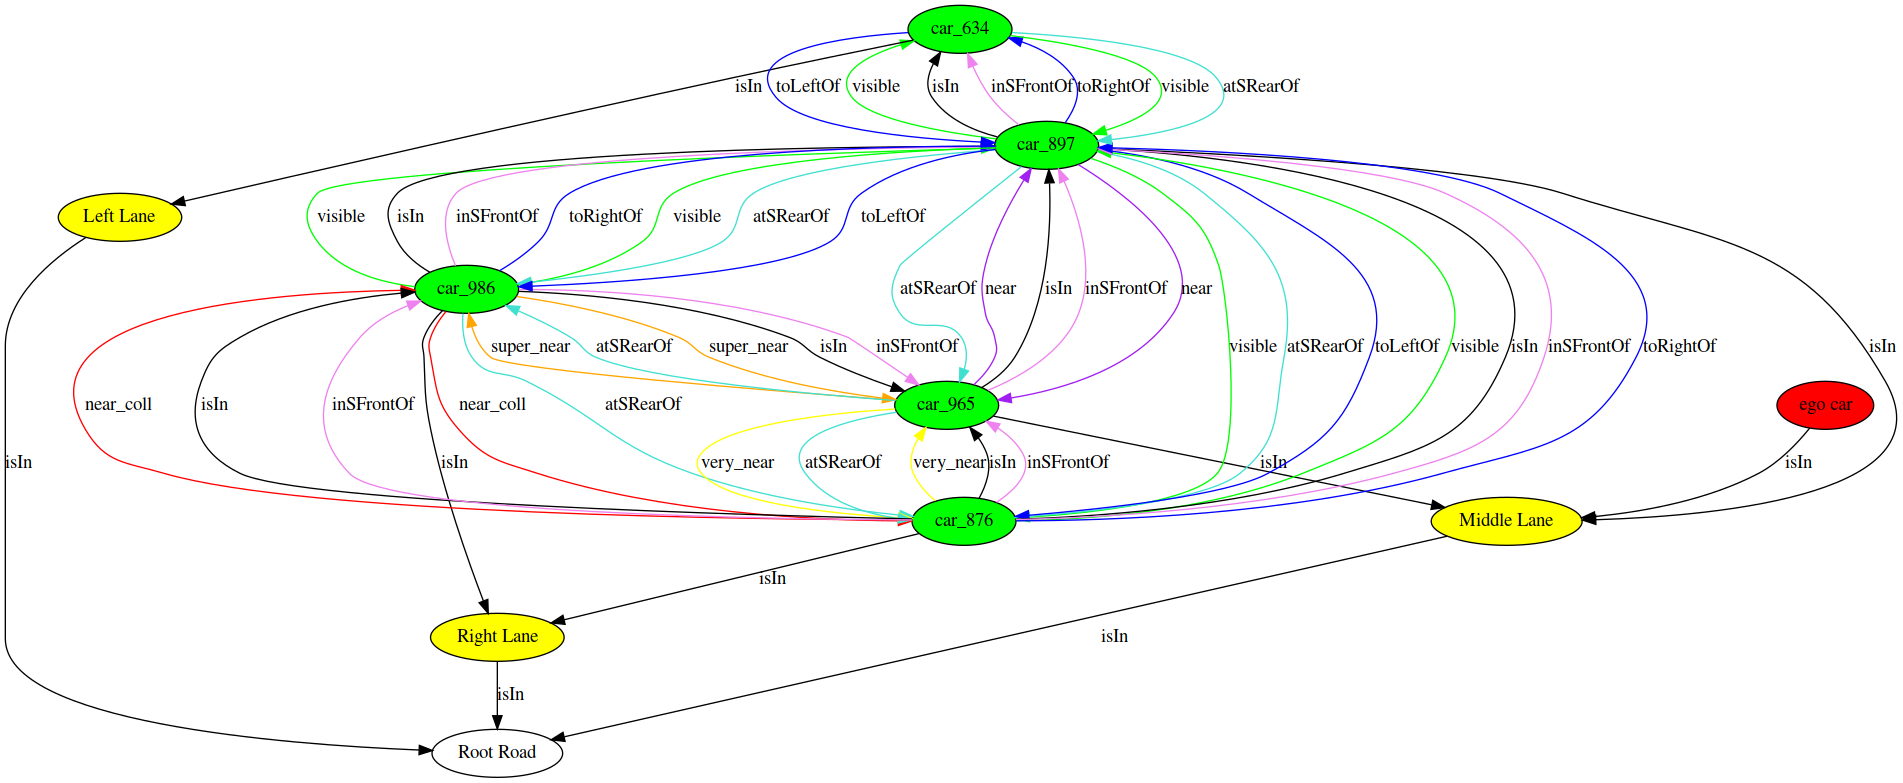 car_634
isIn
toLeftOf
visible
isIn
inSFrontOf
toRightOf
visible
atSRearOf
car_897
Left Lane
visible
isIn
inSFrontOf
toRightOf
visible
atSRearOf
toLeftOf
car_986
atSRearOf
near
isIn
inSFrontOf
near
super_near
atSRearOf
super_near
isIn
inSFrontOf
visible
atSRearOf
toLeftOf
visible
isIn
inSFrontOf
toRightOf
isIn
near_coll
isIn
inSFrontOf
near_coll
atSRearOf
car_965
ego car
isIn
isIn
very_near
atSRearOf
very_near
isIn
inSFrontOf
isIn
isIn
car_876
Middle Lane
isIn
Right Lane
isIn
isIn
Root Road